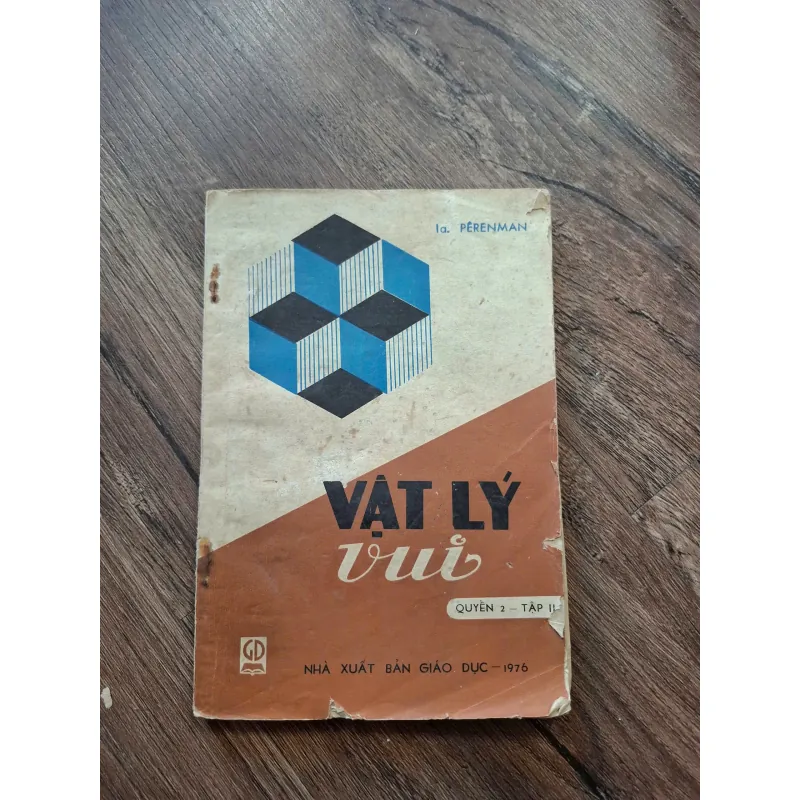 Ia. PÊRENMAN
VẬT LÝ
vui
QUYỂN 2 - TẬP II
GD
NHÀ XUẤT BẢN GIÁO DỤC - 1976